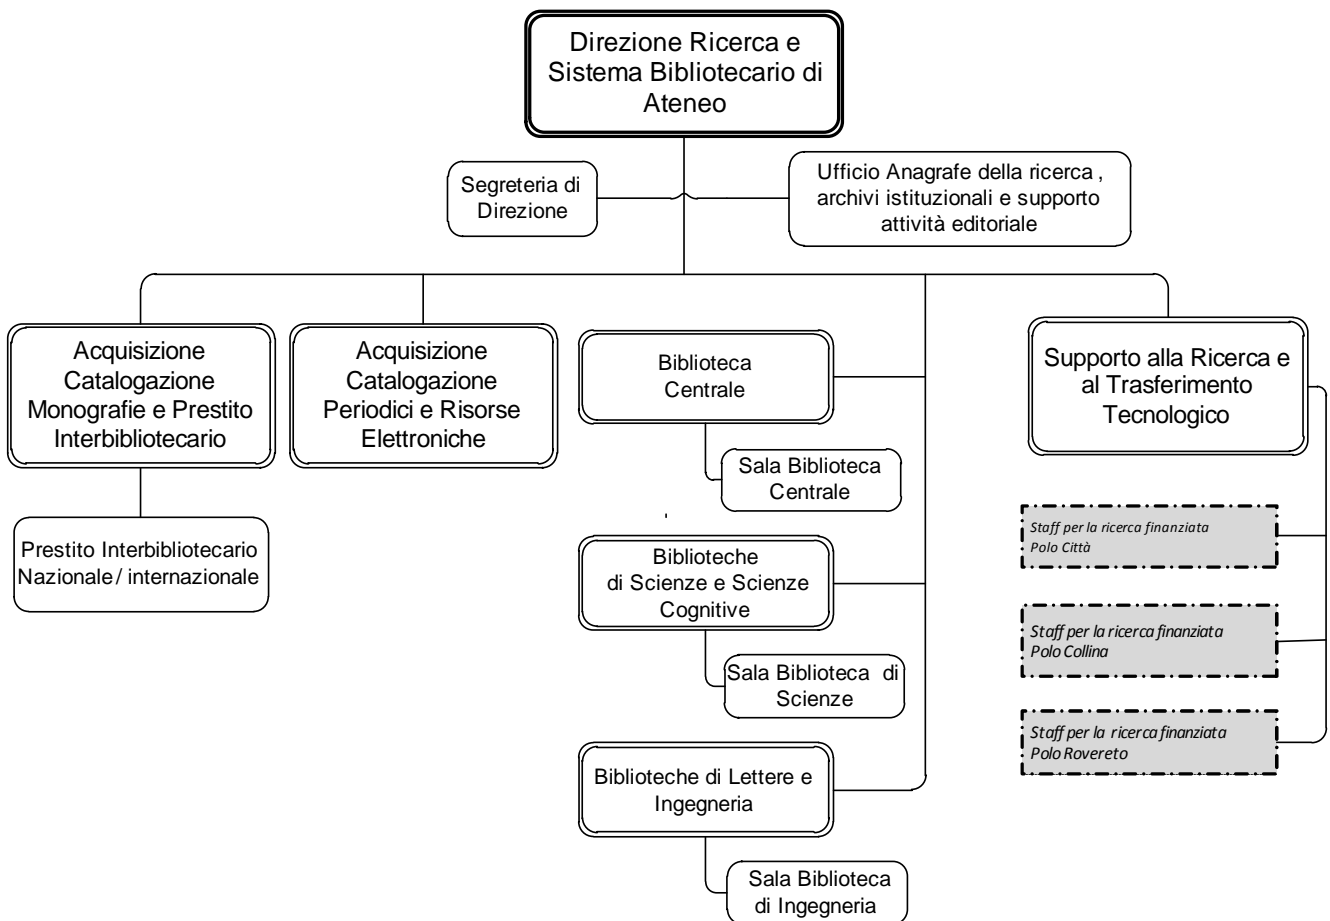 Direzione Ricerca e
Sistema Bibliotecario di
Ateneo
Segreteria di
Direzione
Ufficio Anagrafe della ricerca ,
archivi istituzionali e supporto
attività editoriale
Acquisizione
Catalogazione
Monografie e Prestito
Interbibliotecario
Acquisizione
Catalogazione
Periodici e Risorse
Elettroniche
Biblioteca
Centrale
Supporto alla Ricerca e
al Trasferimento
Tecnologico
Sala Biblioteca
Centrale
Prestito Interbibliotecario
Nazionale / internazionale
Staff per la ricerca finanziata
Polo Città
Biblioteche
di Scienze e Scienze
Cognitive
Staff per la ricerca finanziata
Polo Collina
Sala Biblioteca di
Scienze
Staff per la ricerca finanziata
Polo Rovereto
Biblioteche di Lettere e
Ingegneria
Sala Biblioteca
di Ingegneria